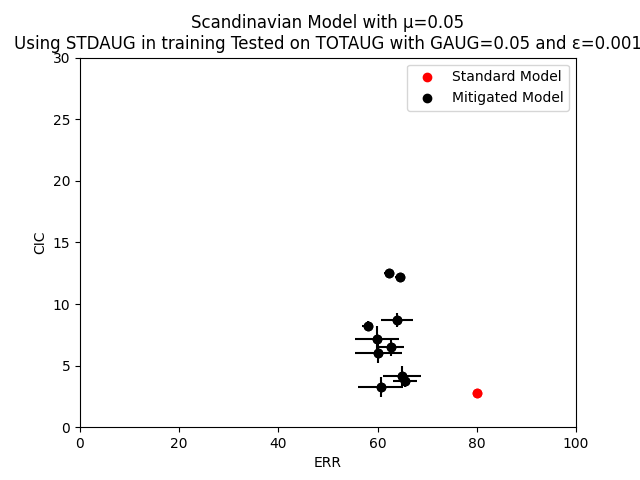 Scandinavian Model with μ=0.05
Using STDAUG in training Tested on TOTAUG with GAUG=0.05 and ε=0.001
Standard Model
Mitigated Model
CIC
30
25
20
15
10
5
0
0 20 40 60 80 100
ERR